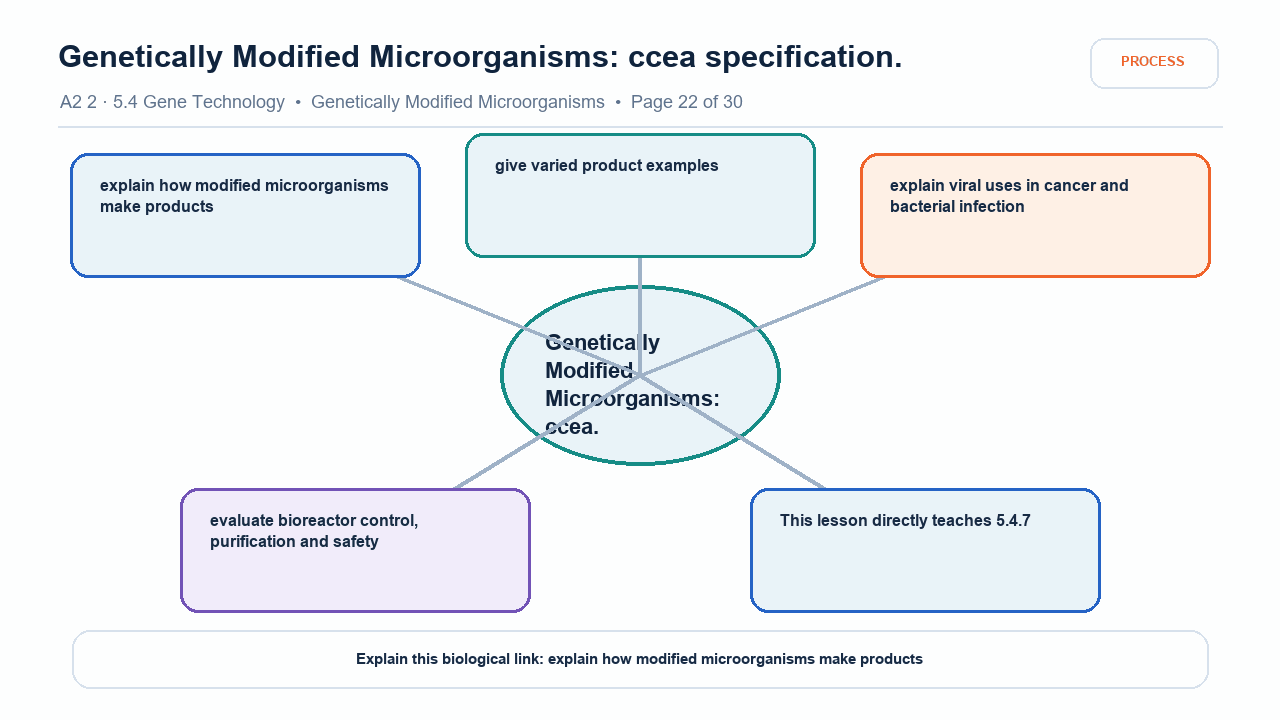 Genetically Modified Microorganisms: ccea specification.
PROCESS
A2 2 · 5.4 Gene Technology • Genetically Modified Microorganisms • Page 22 of 30
explain how modified microorganisms
make products
give varied product examples
explain viral uses in cancer and
bacterial infection
Genetically
Modified
Microorganisms:
ccea.
evaluate bioreactor control,
purification and safety
This lesson directly teaches 5.4.7
Explain this biological link: explain how modified microorganisms make products